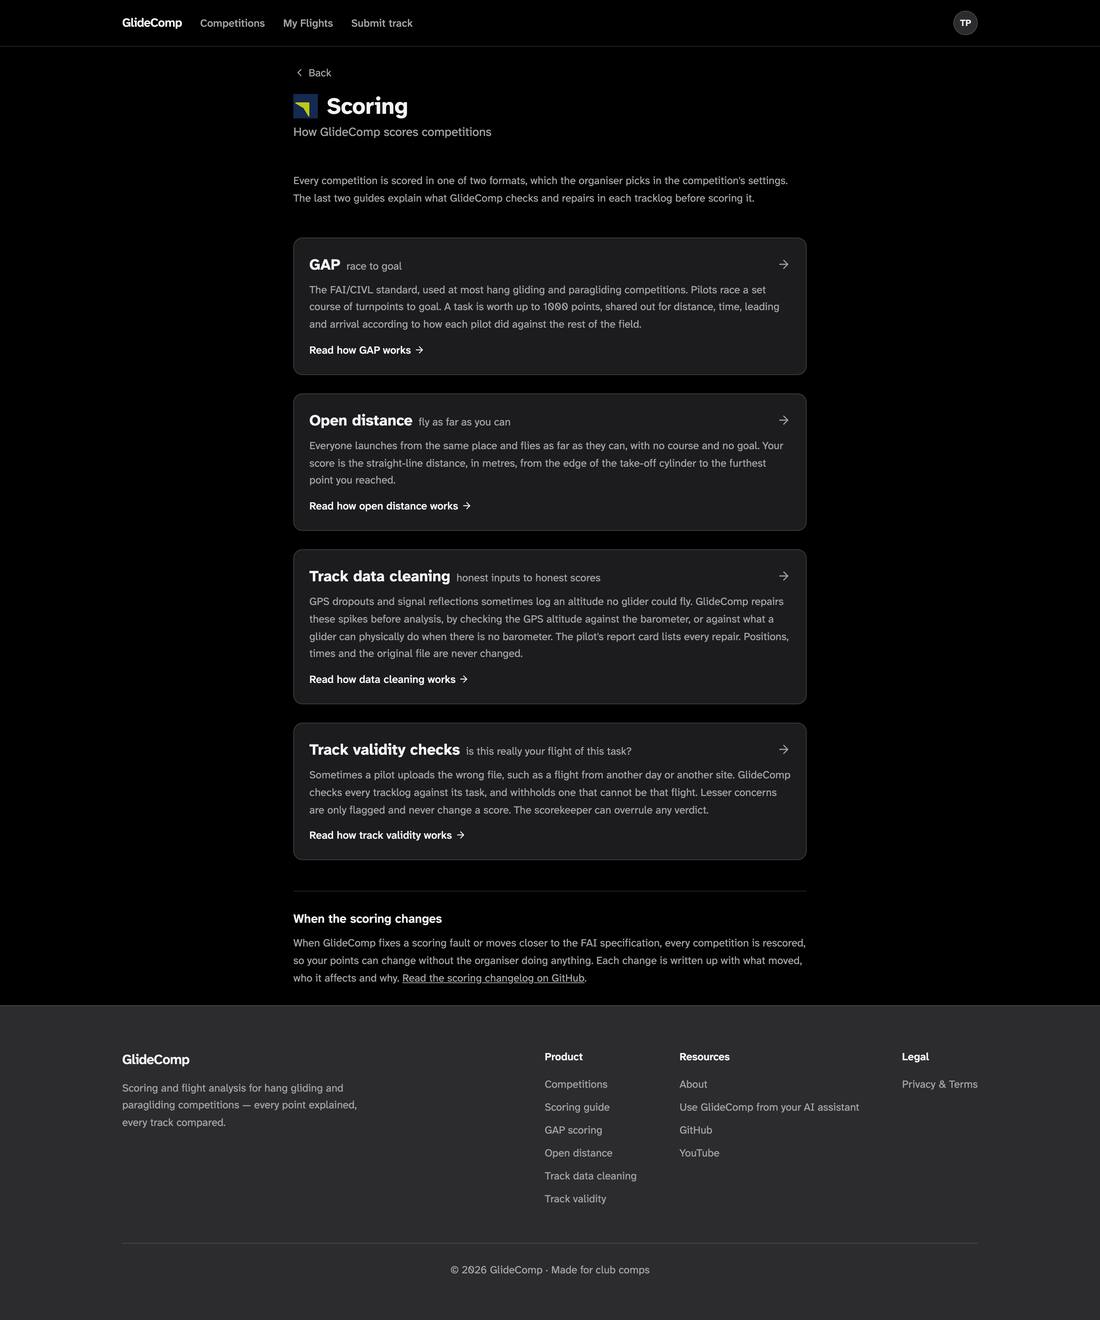 GlideComp Competitions My Flights Submit track TP
Back
Scoring
How GlideComp scores competitions
Every competition is scored in one of two formats, which the organiser picks in the competition's settings.
The last two guides explain what GlideComp checks and repairs in each tracklog before scoring it.
GAP race to goal →
The FAI/CIVL standard, used at most hang gliding and paragliding competitions. Pilots race a set
course of turnpoints to goal. A task is worth up to 1000 points, shared out for distance, time, leading
and arrival according to how each pilot did against the rest of the field.
Read how GAP works →
Open distance fly as far as you can →
Everyone launches from the same place and flies as far as they can, with no course and no goal. Your
score is the straight-line distance, in metres, from the edge of the take-off cylinder to the furthest
point you reached.
Read how open distance works →
Track data cleaning honest inputs to honest scores →
GPS dropouts and signal reflections sometimes log an altitude no glider could fly. GlideComp repairs
these spikes before analysis, by checking the GPS altitude against the barometer, or against what a
glider can physically do when there is no barometer. The pilot's report card lists every repair. Positions,
times and the original file are never changed.
Read how data cleaning works →
Track validity checks is this really your flight of this task? →
Sometimes a pilot uploads the wrong file, such as a flight from another day or another site. GlideComp
checks every tracklog against its task, and withholds one that cannot be that flight. Lesser concerns
are only flagged and never change a score. The scorekeeper can overrule any verdict.
Read how track validity works →
When the scoring changes
When GlideComp fixes a scoring fault or moves closer to the FAI specification, every competition is rescored,
so your points can change without the organiser doing anything. Each change is written up with what moved,
who it affects and why. Read the scoring changelog on GitHub.
GlideComp
Scoring and flight analysis for hang gliding and
paragliding competitions — every point explained,
every track compared.
Product
Competitions
Scoring guide
GAP scoring
Open distance
Track data cleaning
Track validity
Resources
About
Use GlideComp from your AI assistant
GitHub
YouTube
Legal
Privacy & Terms
© 2026 GlideComp · Made for club comps